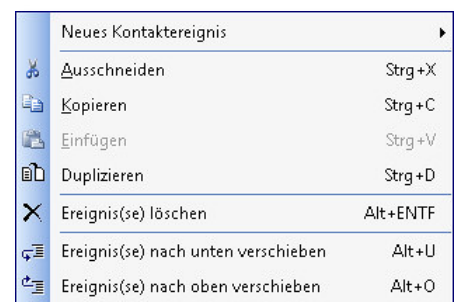 Neues Kontaktereignis
Ausschneiden Strg+X
Kopieren Strg+C
Einfügen Strg+V
Duplizieren Strg+D
Ereignis(se) löschen Alt+ENTF
Ereignis(se) nach unten verschieben Alt+U
Ereignis(se) nach oben verschieben Alt+O